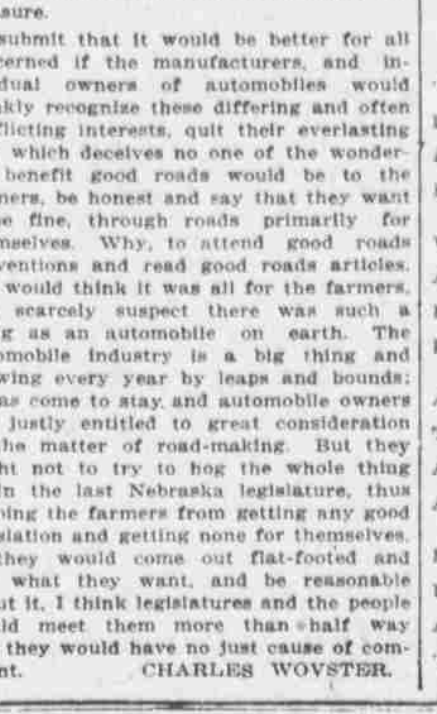 sure.
submit that it would be better for all
cerned if the manufacturers, and in-
dual owners of automobiles would
kly recognize these differing and often
flicting interests, quit their everlasting
which deceives no one of the wonder-
benefit good roads would be to the
ners, be honest and say that they want
e fine, through roads primarily for
mselves. Why, to attend good roads
ventions and read good roads articles,
would think it was all for the farmers,
scarcely suspect there was such a
g as an automobile on earth. The
omobile industry is a big thing and
wing every year by leaps and bounds;
as come to stay, and automobile owners
justly entitled to great consideration
he matter of road-making. But they
ht not to try to hog the whole thing
in the last Nebraska legislature, thus
ping the farmers from getting any good
slation and getting none for themselves.
they would come out flat-footed and
what they want, and be reasonable
ut it, I think legislatures and the people
ld meet them more than half way
they would have no just cause of com-
nt. CHARLES WOVSTER.